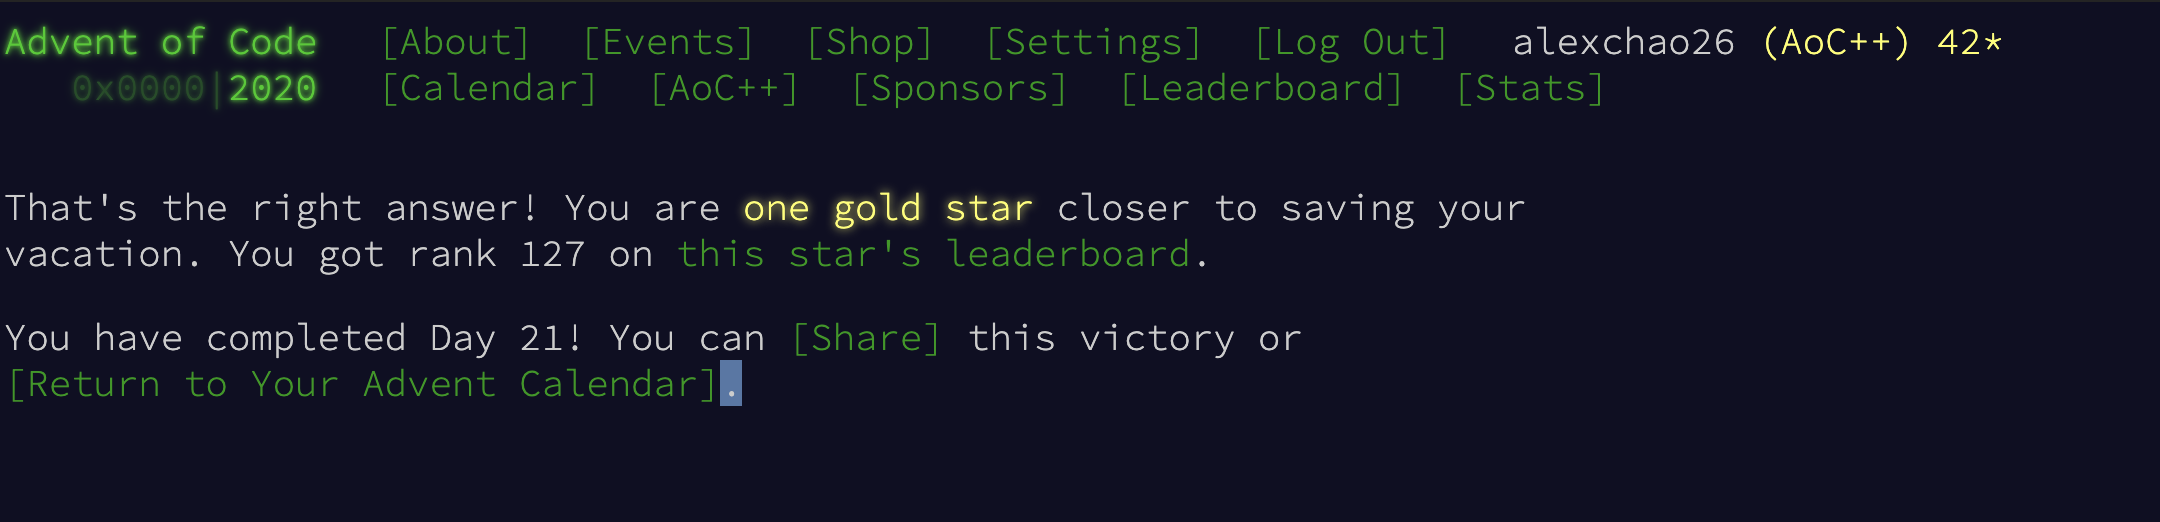 Advent of Code [About] [Events] [Shop] [Settings] [Log Out] alexchao26 (AoC++) 42*
0x0000|2020 [Calendar] [AoC++] [Sponsors] [Leaderboard] [Stats]
That's the right answer! You are one gold star closer to saving your
vacation. You got rank 127 on this star's leaderboard.
You have completed Day 21! You can [Share] this victory or
[Return to Your Advent Calendar].